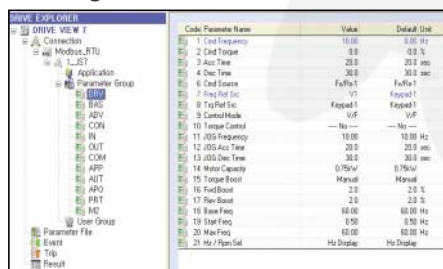 DRIVE EXPLORER
DRIVE VIEW 7
Connection
Modbus_RTU
1_iS7
Application
Parameter Group
DRV
BAS
ADV
CON
IN
OUT
COM
APP
AUT
APO
PRT
M2
User Group
Parameter File
Event
Trip
Result
Code Parameter Name Value Default Unit
1 Cmd Frequency 10.00 0.00 Hz
2 Cmd Torque 0.0 0.0 %
3 Acc Time 20.0 20.0 sec
4 Dec Time 30.0 30.0 sec
6 Cmd Source Fx/Rx-1 Fx/Rx-1
7 Freq Ref Src V1 Keypad-1
8 Trq Ref Src Keypad-1 Keypad-1
9 Control Mode V/F V/F
10 Torque Control --- No --- --- No ---
11 JOG Frequency 10.00 10.00 Hz
12 JOG Acc Time 20.0 20.0 sec
13 JOG Dec Time 30.0 30.0 sec
14 Motor Capacity 0.75kW 0.75kW
15 Torque Boost Manual Manual
16 Fwd Boost 2.0 2.0 %
17 Rev Boost 2.0 2.0 %
18 Base Freq 60.00 60.00 Hz
19 Start Freq 0.50 0.50 Hz
20 Max Freq 60.00 60.00 Hz
21 Hz / Rpm Sel Hz Display Hz Display